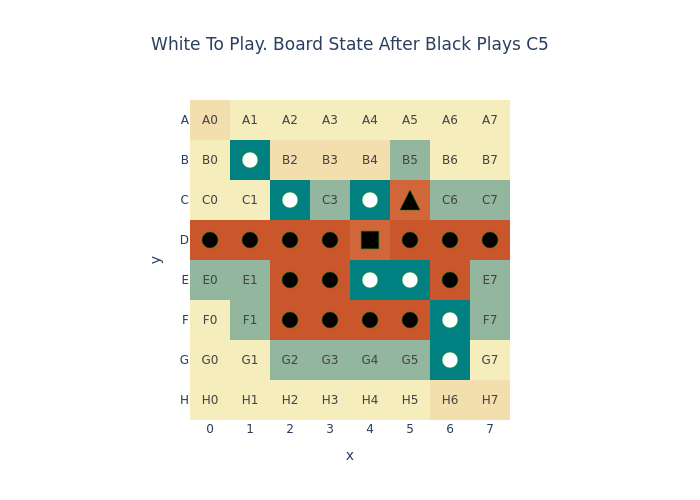 White To Play. Board State After Black Plays C5
A A0 A1 A2 A3 A4 A5 A6 A7
B B0 B2 B3 B4 B5 B6 B7
C C0 C1 C3 C6 C7
D
y
E E0 E1 E7
F F0 F1 F7
G G0 G1 G2 G3 G4 G5 G7
H H0 H1 H2 H3 H4 H5 H6 H7
0 1 2 3 4 5 6 7
x